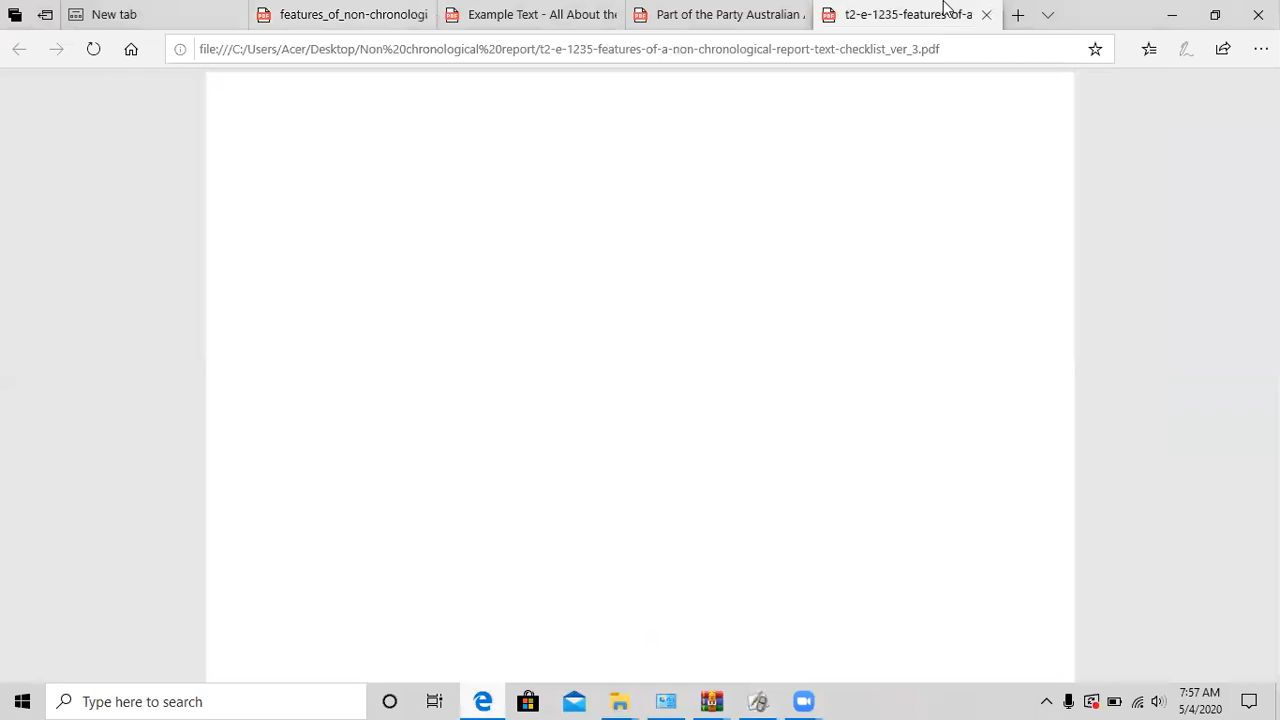 New tab
features_of_non-chronologi
Example Text - All About the
Part of the Party Australian
t2-e-1235-features-of-a
file:///C:/Users/Acer/Desktop/Non%20chronological%20report/t2-e-1235-features-of-a-non-chronological-report-text-checklist_ver_3.pdf
Type here to search
7:57 AM
5/4/2020